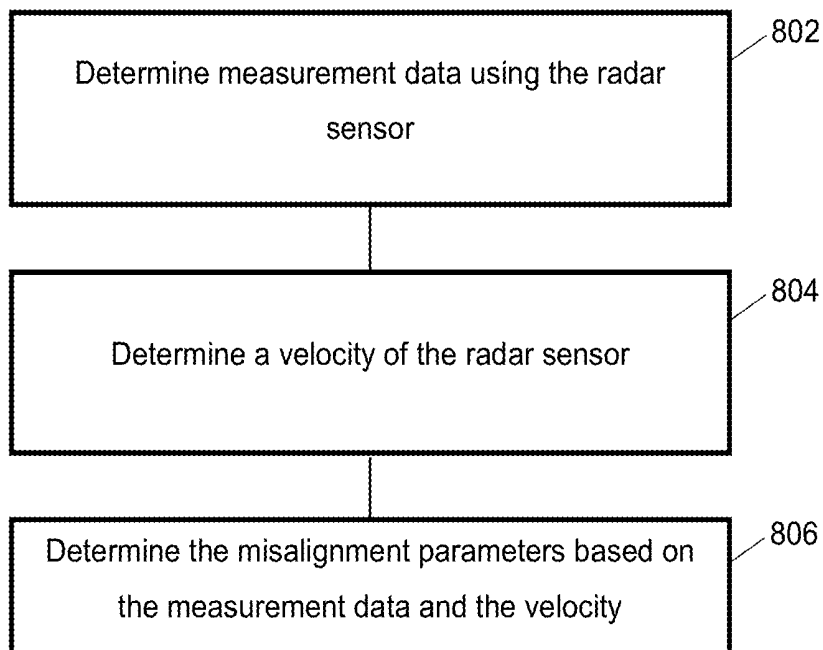 802
Determine measurement data using the radar
sensor
804
Determine a velocity of the radar sensor
806
Determine the misalignment parameters based on
the measurement data and the velocity